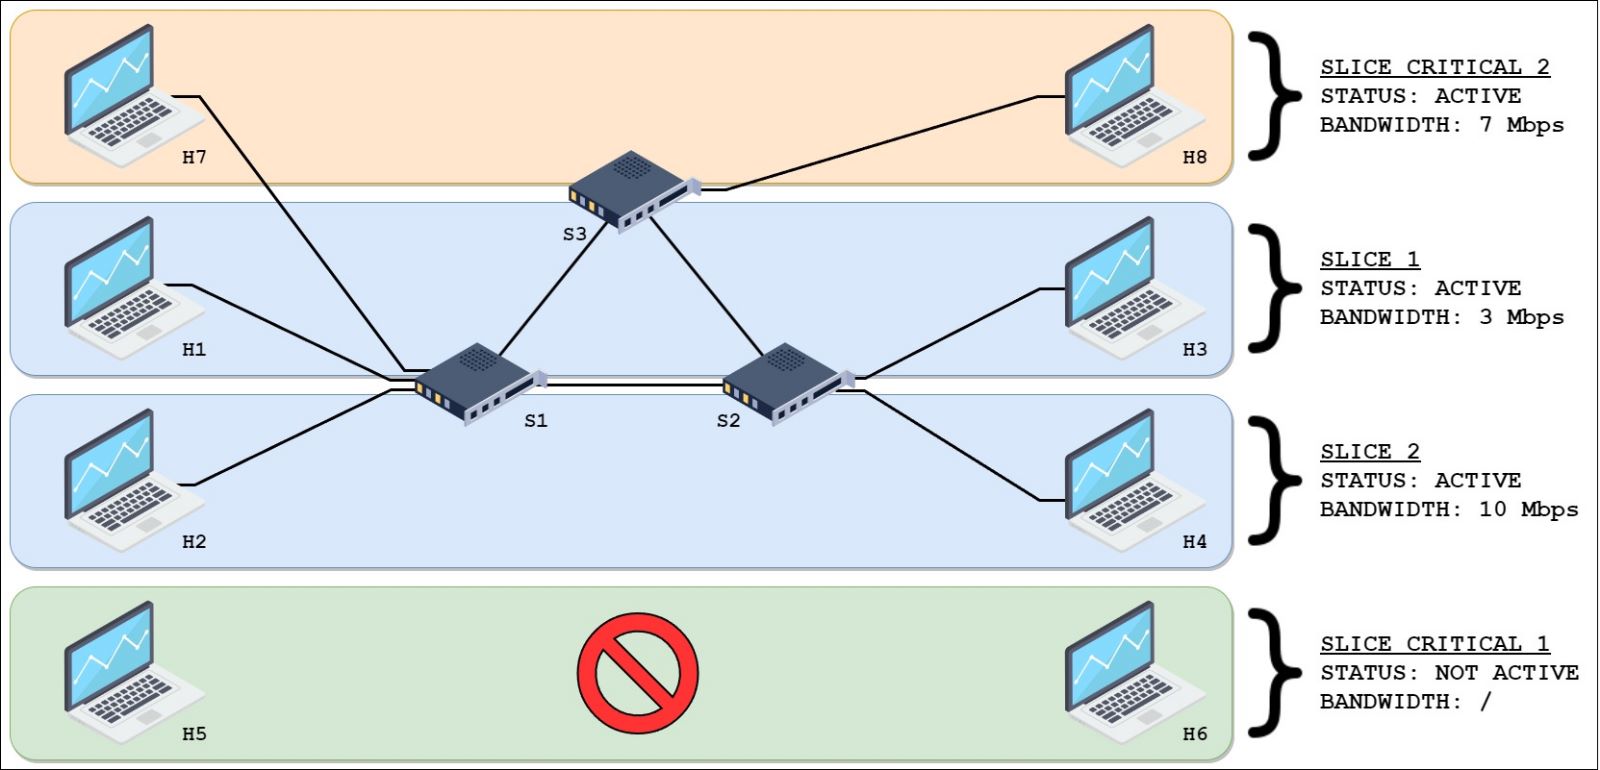 H7
H8
SLICE CRITICAL 2
STATUS: ACTIVE
BANDWIDTH: 7 Mbps
S3
H1
H3
SLICE 1
STATUS: ACTIVE
BANDWIDTH: 3 Mbps
S1
S2
H2
H4
SLICE 2
STATUS: ACTIVE
BANDWIDTH: 10 Mbps
H5
H6
SLICE CRITICAL 1
STATUS: NOT ACTIVE
BANDWIDTH: /